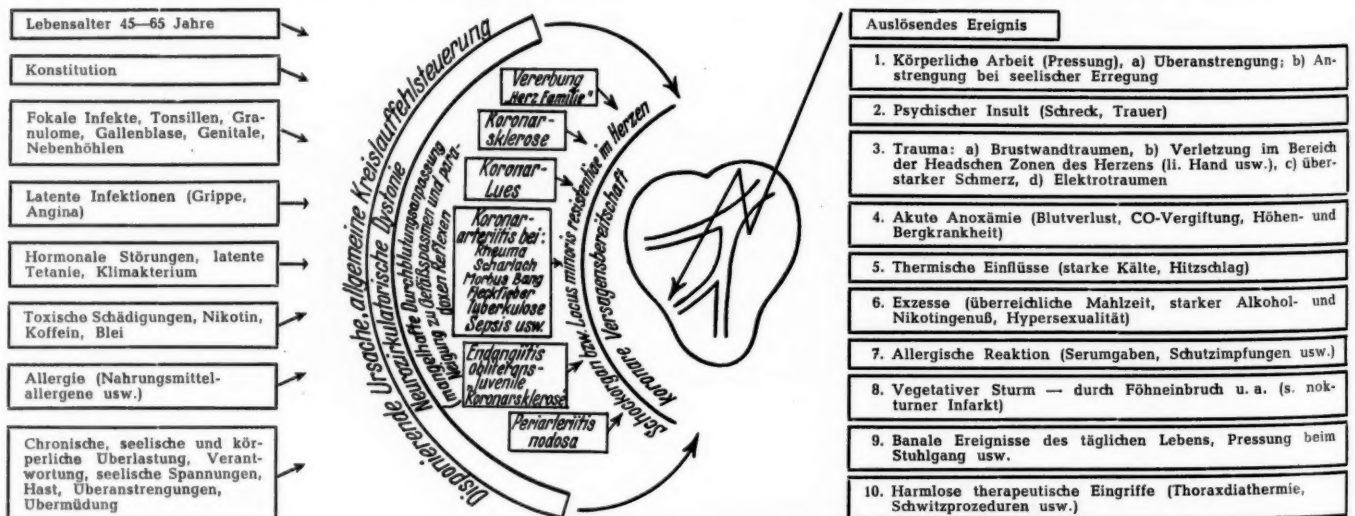 Lebensalter 45—65 Jahre
Konstitution
Fokale Infekte, Tonsillen, Gra-
nulome, Gallenblase, Genitale,
Nebenhöhlen
Latente Infektionen (Grippe,
Angina)
Hormonale Störungen, latente
Tetanie, Klimakterium
Toxische Schädigungen, Nikotin,
Koffein, Blei
Allergie (Nahrungsmittel-
allergene usw.)
Chronische, seelische und kör-
perliche Überlastung, Verant-
wortung, seelische Spannungen,
Hast, Überanstrengungen,
Übermüdung
Disponierende Ursache, allgemeine Kreislauffehlsteuerung
Neurozirkulatorische Dystonie
(mangelhafte Durchblutungsanpassung
Neigung zu Gefäßspasmen und para-
doxen Reflexen
Vererbung
„Herz Familie"
Koronar-
sklerose
Koronar-
Lues
Koronar-
arteriitis bei:
Rheuma
Scharlach
Morbus Bang
Fleckfieber
Tuberkulose
Sepsis usw.
Endangiitis
obliterans-
juvenile
Koronarsklerose
Periarteriitis
nodosa
Schockorgan bzw. Locus minoris resistentiae im Herzen
Koronare Versagensbereitschaft
Auslösendes Ereignis
1. Körperliche Arbeit (Pressung), a) Überanstrengung; b) An-
strengung bei seelischer Erregung
2. Psychischer Insult (Schreck, Trauer)
3. Trauma: a) Brustwandtraumen, b) Verletzung im Bereich
der Headschen Zonen des Herzens (li. Hand usw.), c) über-
starker Schmerz, d) Elektrotraumen
4. Akute Anoxämie (Blutverlust, CO-Vergiftung, Höhen- und
Bergkrankheit)
5. Thermische Einflüsse (starke Kälte, Hitzschlag)
6. Exzesse (überreichliche Mahlzeit, starker Alkohol- und
Nikotingenuß, Hypersexualität)
7. Allergische Reaktion (Serumgaben, Schutzimpfungen usw.)
8. Vegetativer Sturm — durch Föhneinbruch u. a. (s. nok-
turner Infarkt)
9. Banale Ereignisse des täglichen Lebens, Pressung beim
Stuhlgang usw.
10. Harmlose therapeutische Eingriffe (Thoraxdiathermie,
Schwitzprozeduren usw.)